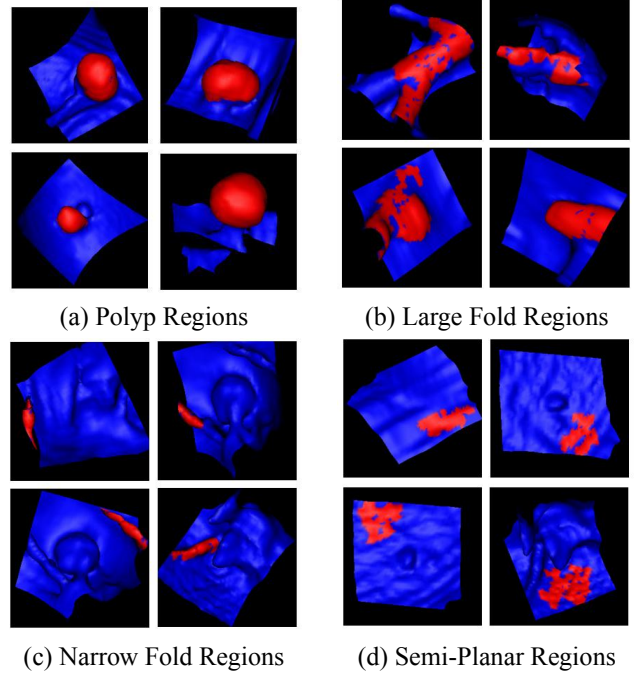 (a) Polyp Regions
(b) Large Fold Regions
(c) Narrow Fold Regions
(d) Semi-Planar Regions